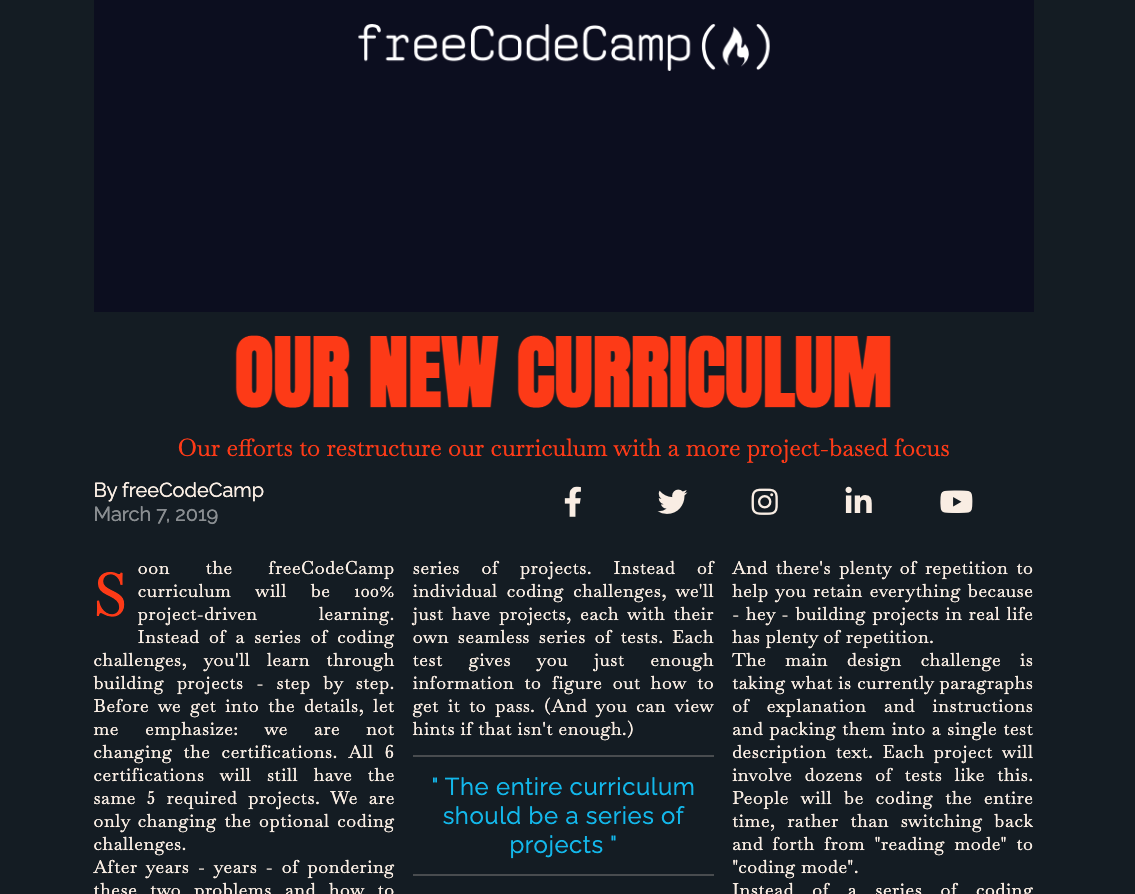 freeCodeCamp(🔥)
OUR NEW CURRICULUM
Our efforts to restructure our curriculum with a more project-based focus
By freeCodeCamp
March 7, 2019
Soon the freeCodeCamp
curriculum will be 100%
project-driven learning.
Instead of a series of coding
challenges, you'll learn through
building projects - step by step.
Before we get into the details, let
me emphasize: we are not
changing the certifications. All 6
certifications will still have the
same 5 required projects. We are
only changing the optional coding
challenges.
After years - years - of pondering
these two problems and how to
series of projects. Instead of
individual coding challenges, we'll
just have projects, each with their
own seamless series of tests. Each
test gives you just enough
information to figure out how to
get it to pass. (And you can view
hints if that isn't enough.)
" The entire curriculum
should be a series of
projects "
And there's plenty of repetition to
help you retain everything because
- hey - building projects in real life
has plenty of repetition.
The main design challenge is
taking what is currently paragraphs
of explanation and instructions
and packing them into a single test
description text. Each project will
involve dozens of tests like this.
People will be coding the entire
time, rather than switching back
and forth from "reading mode" to
"coding mode".
Instead of a series of coding